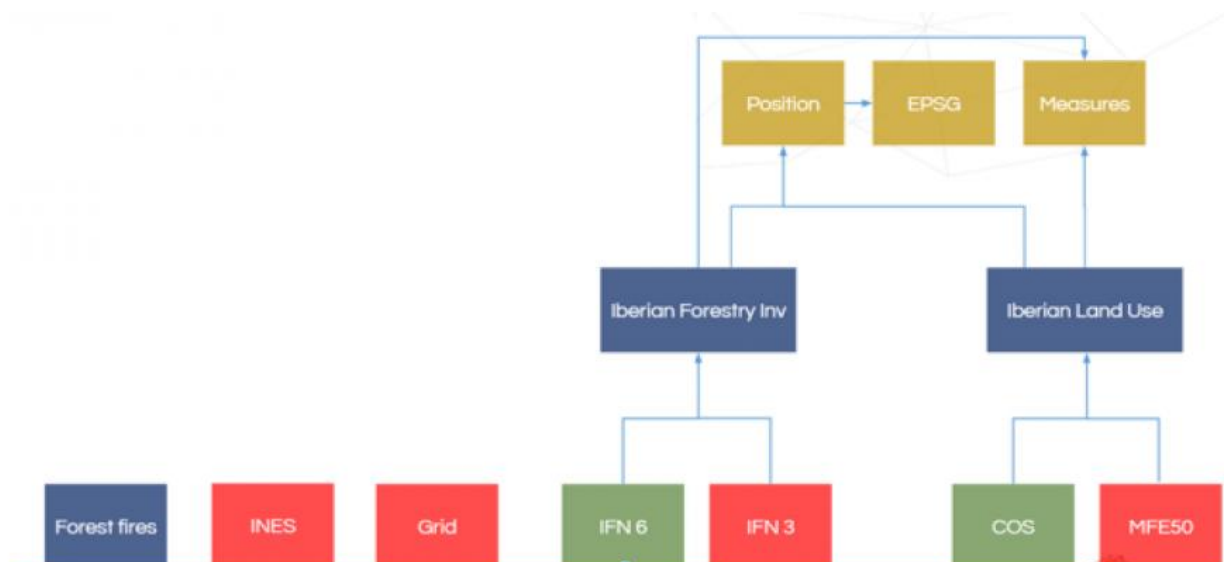 Position
EPSG
Measures
Iberian Forestry Inv
Iberian Land Use
Forest fires
INES
Grid
IFN 6
IFN 3
COS
MFE50